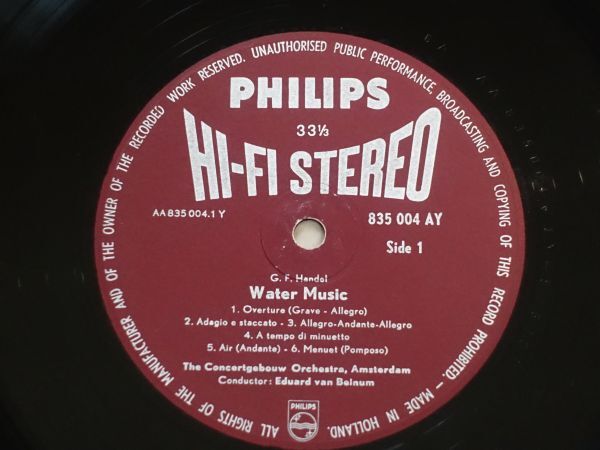 ALL RIGHTS OF THE MANUFACTURER AND OF THE OWNER OF THE RECORDED WORK RESERVED. UNAUTHORISED PUBLIC PERFORMANCE, BROADCASTING AND COPYING OF THIS RECORD PROHIBITED. - MADE IN HOLLAND.
PHILIPS
33⅓
HI-FI STEREO
AA 835 004.1 Y
835 004 AY
Side 1
G. F. Handel
Water Music
1. Overture (Grave - Allegro)
2. Adagio e staccato - 3. Allegro-Andante-Allegro
4. A tempo di minuetto
5. Air (Andante) - 6. Menuet (Pomposo)
The Concertgebouw Orchestra, Amsterdam
Conductor: Eduard van Beinum
PHILIPS